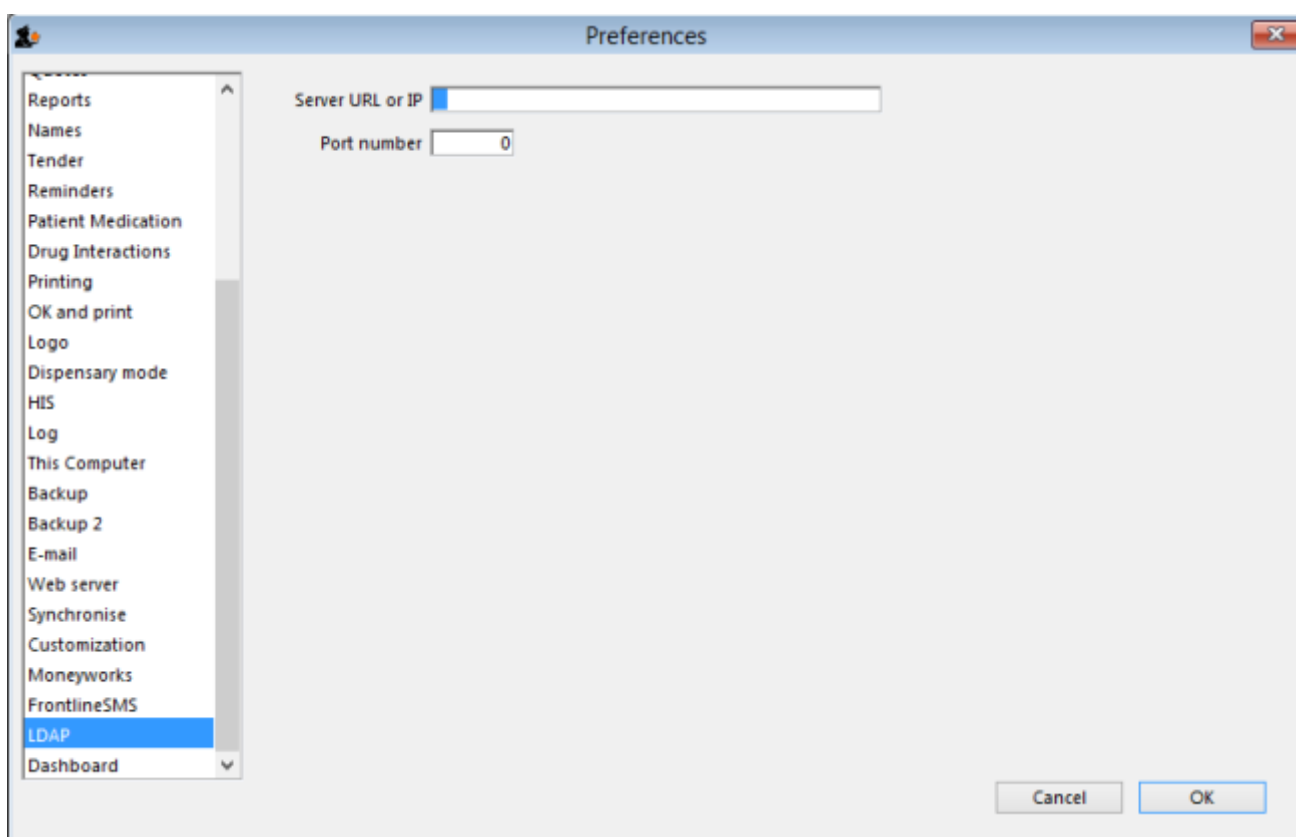 Preferences
Reports
Names
Tender
Reminders
Patient Medication
Drug Interactions
Printing
OK and print
Logo
Dispensary mode
HIS
Log
This Computer
Backup
Backup 2
E-mail
Web server
Synchronise
Customization
Moneyworks
FrontlineSMS
LDAP
Dashboard
Server URL or IP
Port number 0
Cancel OK